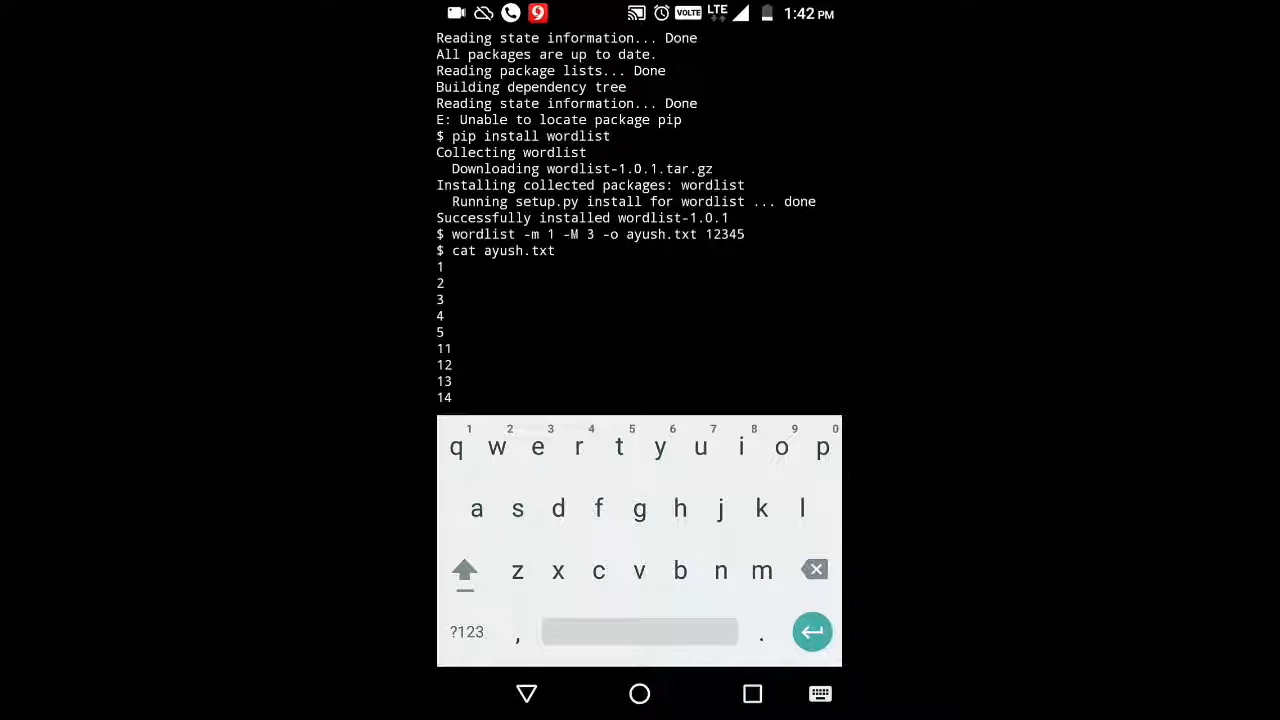 VOLTE LTE 1:42 PM
Reading state information... Done
All packages are up to date.
Reading package lists... Done
Building dependency tree
Reading state information... Done
E: Unable to locate package pip
$ pip install wordlist
Collecting wordlist
Downloading wordlist-1.0.1.tar.gz
Installing collected packages: wordlist
Running setup.py install for wordlist ... done
Successfully installed wordlist-1.0.1
$ wordlist -m 1 -M 3 -o ayush.txt 12345
$ cat ayush.txt
1
2
3
4
5
11
12
13
14
1 2 3 4 5 6 7 8 9 0
q w e r t y u i o p
a s d f g h j k l
z x c v b n m
?123 , .